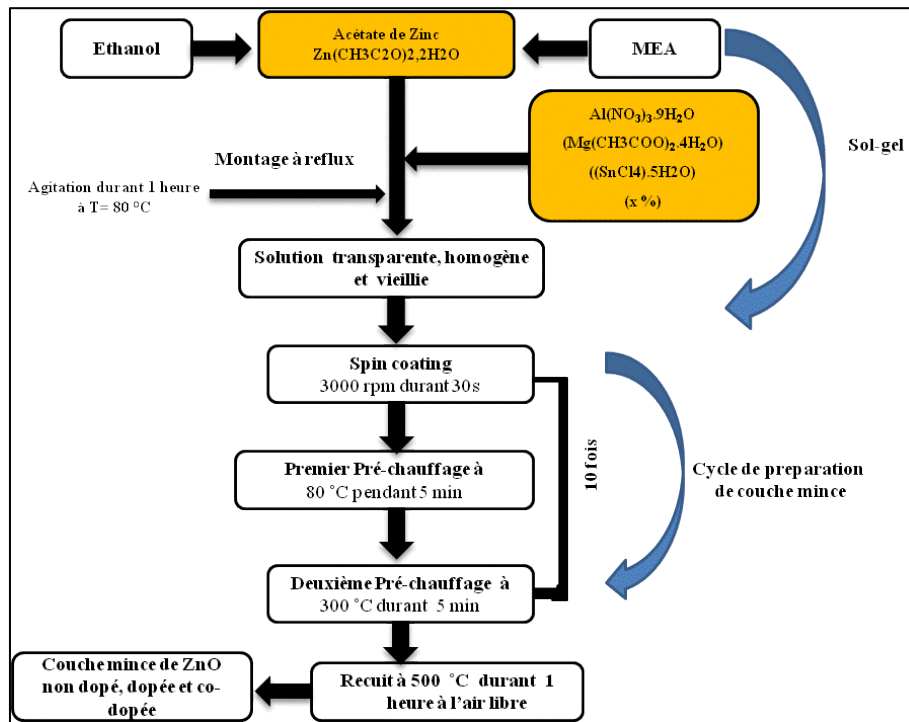 Ethanol
Acétate de Zinc
Zn(CH3C2O)2,2H2O
MEA
Al(NO₃)₃.9H₂O
(Mg(CH3COO)₂.4H₂O)
((SnCl4).5H2O)
(x %)
Sol-gel
Montage à reflux
Agitation durant 1 heure
à T= 80 °C
Solution transparente, homogène
et vieillie
Spin coating
3000 rpm durant 30s
Premier Pré-chauffage à
80 °C pendant 5 min
10 fois
Cycle de preparation
de couche mince
Deuxième Pré-chauffage à
300 °C durant 5 min
Couche mince de ZnO
non dopé, dopée et co-
dopée
Recuit à 500 °C durant 1
heure à l'air libre